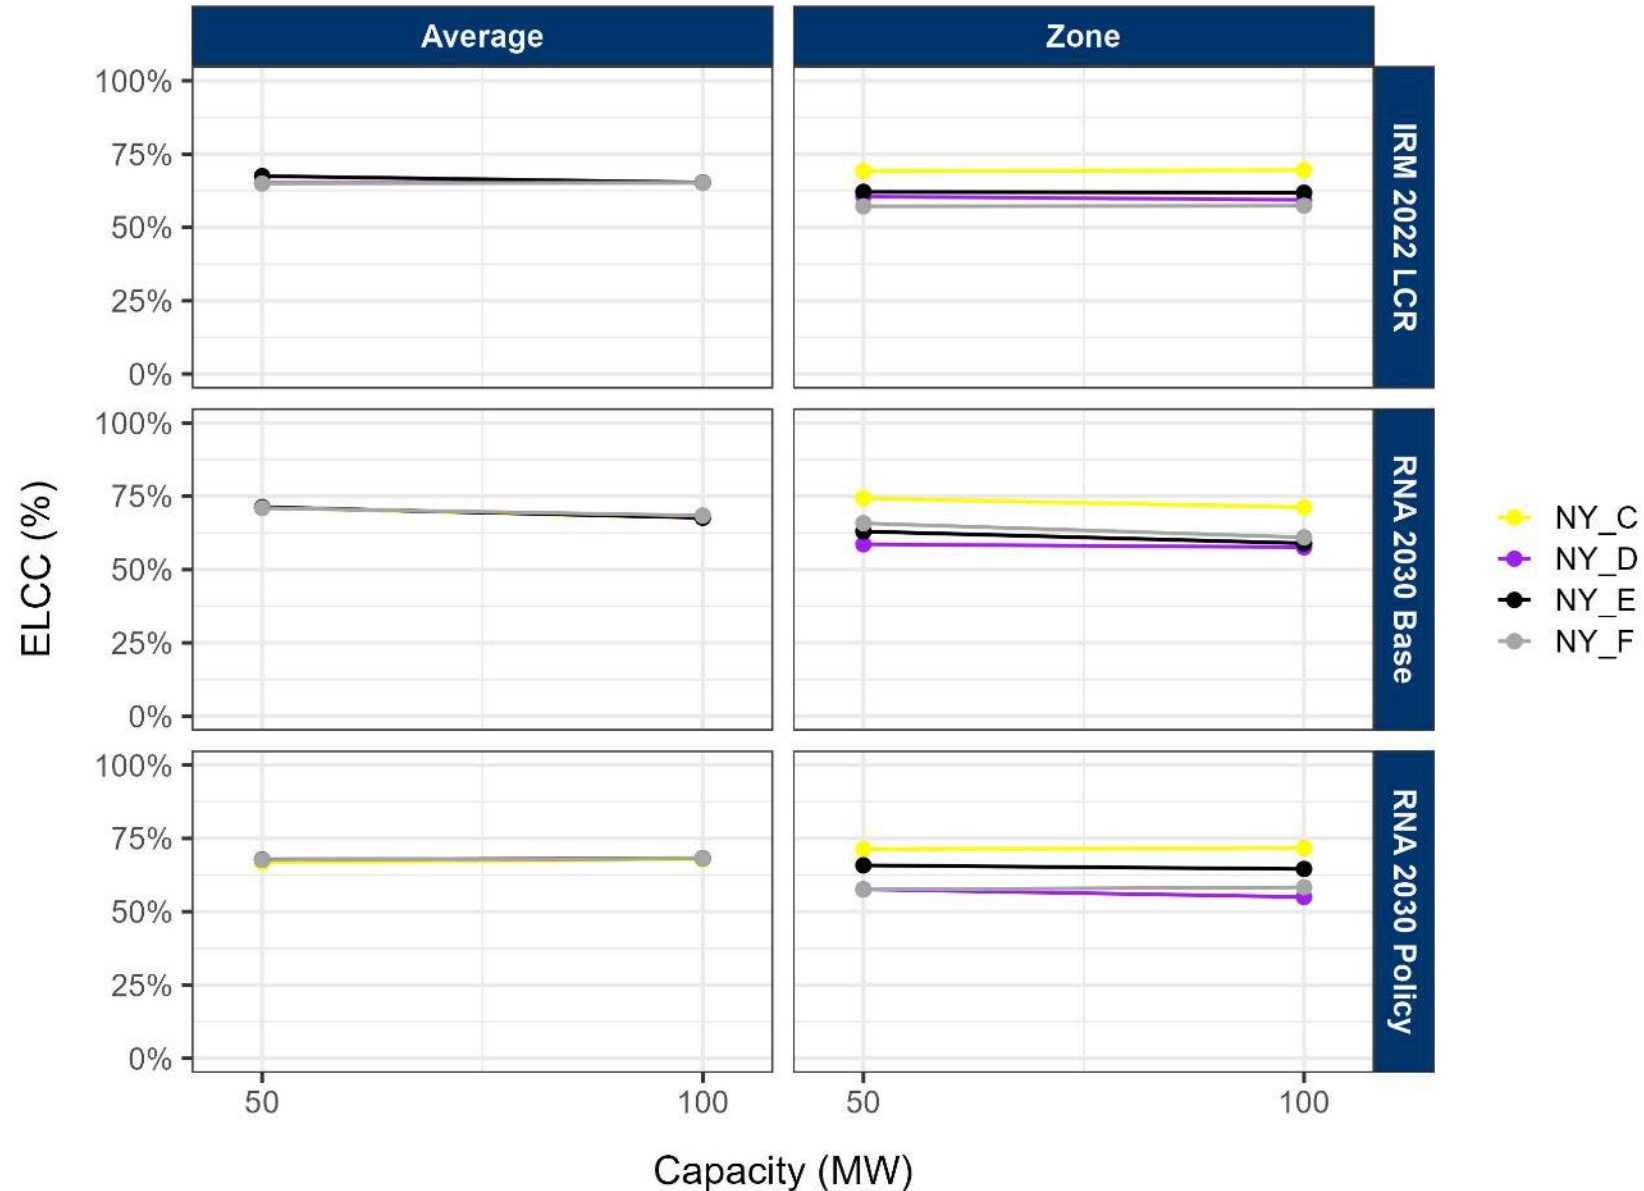 Average
Zone
100%
75%
50%
25%
0%
IRM 2022 LCR
100%
75%
50%
25%
0%
RNA 2030 Base
100%
75%
50%
25%
0%
RNA 2030 Policy
ELCC (%)
50
100
50
100
Capacity (MW)
NY_C
NY_D
NY_E
NY_F